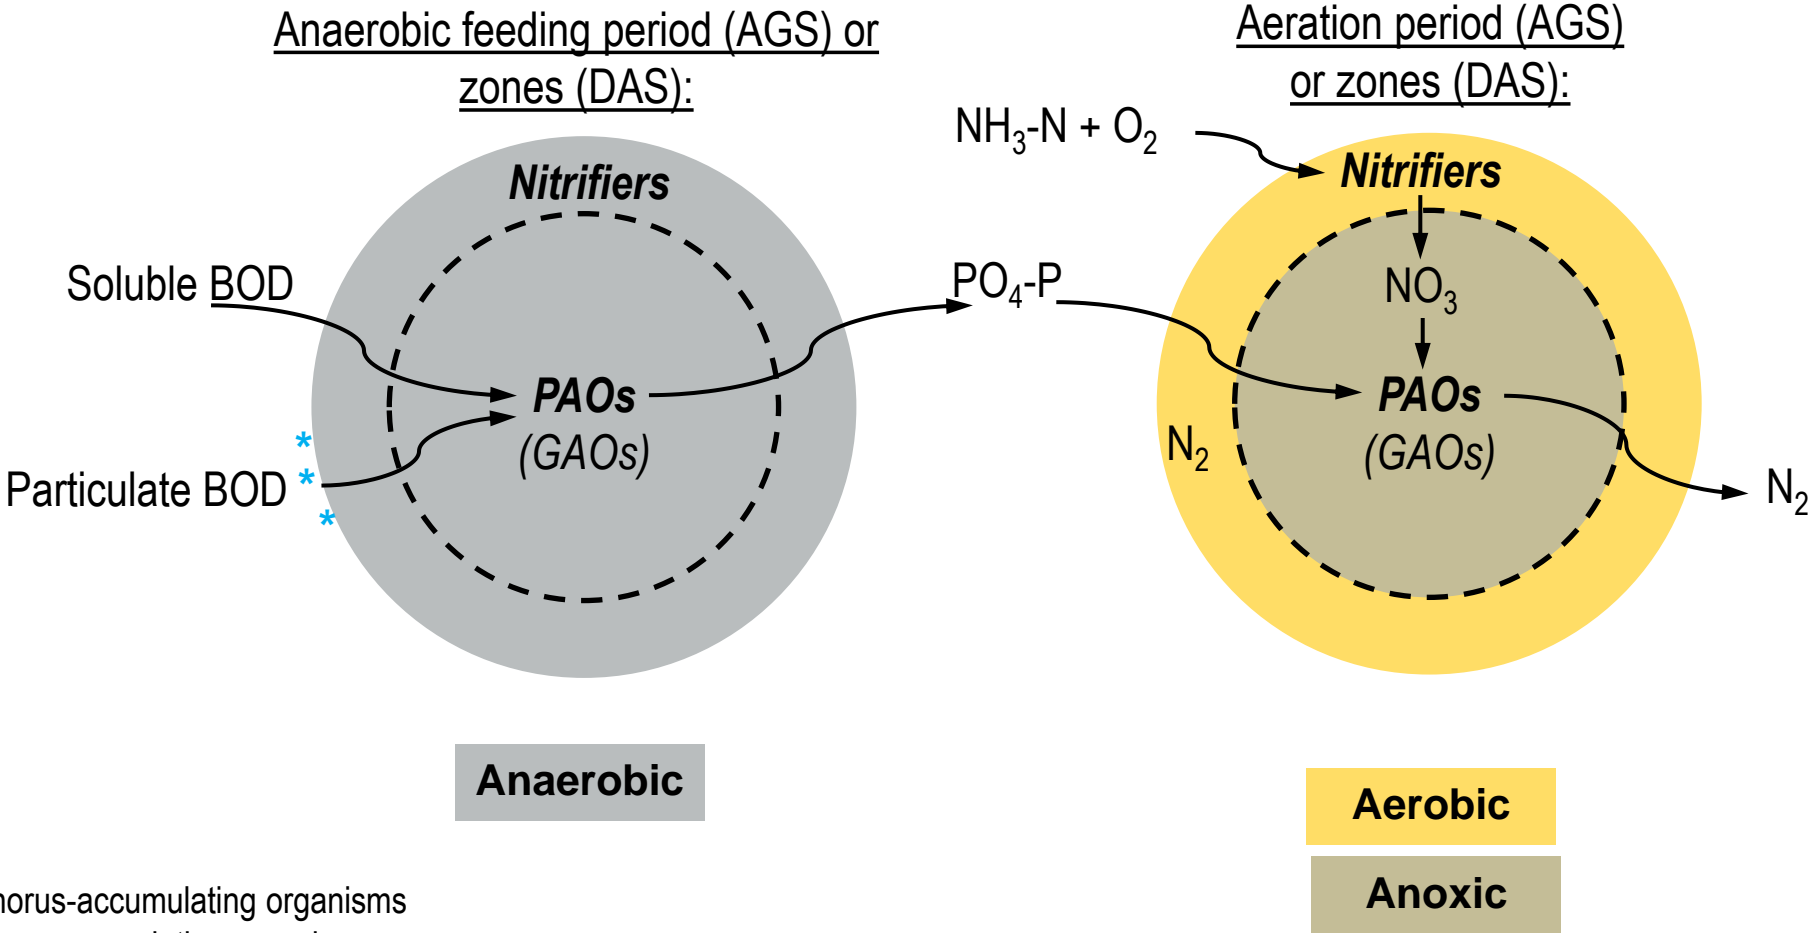 Anaerobic feeding period (AGS) or
zones (DAS):
Aeration period (AGS)
or zones (DAS):
NH₃-N + O₂
Nitrifiers
Nitrifiers
Soluble BOD
PO₄-P
NO₃
PAOs
(GAOs)
PAOs
(GAOs)
N₂
*
*
*
Particulate BOD
N₂
Anaerobic
Aerobic
Anoxic
horus-accumulating organisms